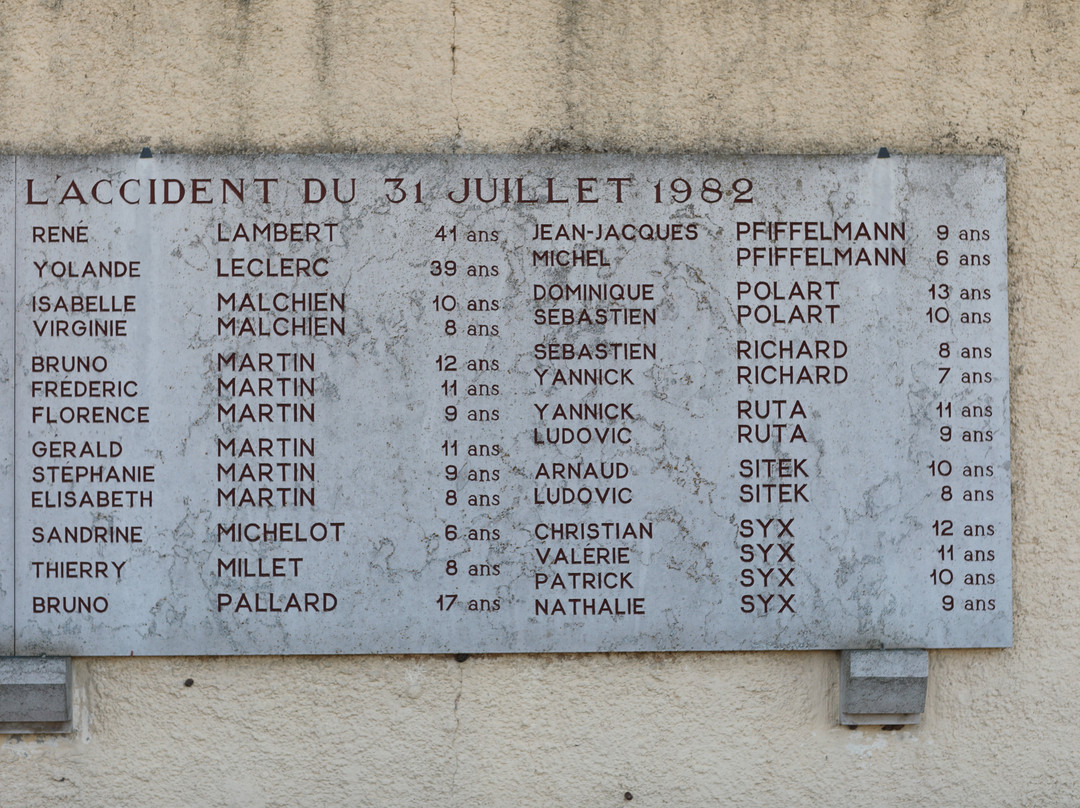 L'ACCIDENT DU 31 JUILLET 1982
RENÉ LAMBERT 41 ans
YOLANDE LECLERC 39 ans
ISABELLE MALCHIEN 10 ans
VIRGINIE MALCHIEN 8 ans
BRUNO MARTIN 12 ans
FRÉDERIC MARTIN 11 ans
FLORENCE MARTIN 9 ans
GÉRALD MARTIN 11 ans
STÉPHANIE MARTIN 9 ans
ELISABETH MARTIN 8 ans
SANDRINE MICHELOT 6 ans
THIERRY MILLET 8 ans
BRUNO PALLARD 17 ans
JEAN-JACQUES PFIFFELMANN 9 ans
MICHEL PFIFFELMANN 6 ans
DOMINIQUE POLART 13 ans
SÉBASTIEN POLART 10 ans
SÉBASTIEN RICHARD 8 ans
YANNICK RICHARD 7 ans
YANNICK RUTA 11 ans
LUDOVIC RUTA 9 ans
ARNAUD SITEK 10 ans
LUDOVIC SITEK 8 ans
CHRISTIAN SYX 12 ans
VALÉRIE SYX 11 ans
PATRICK SYX 10 ans
NATHALIE SYX 9 ans